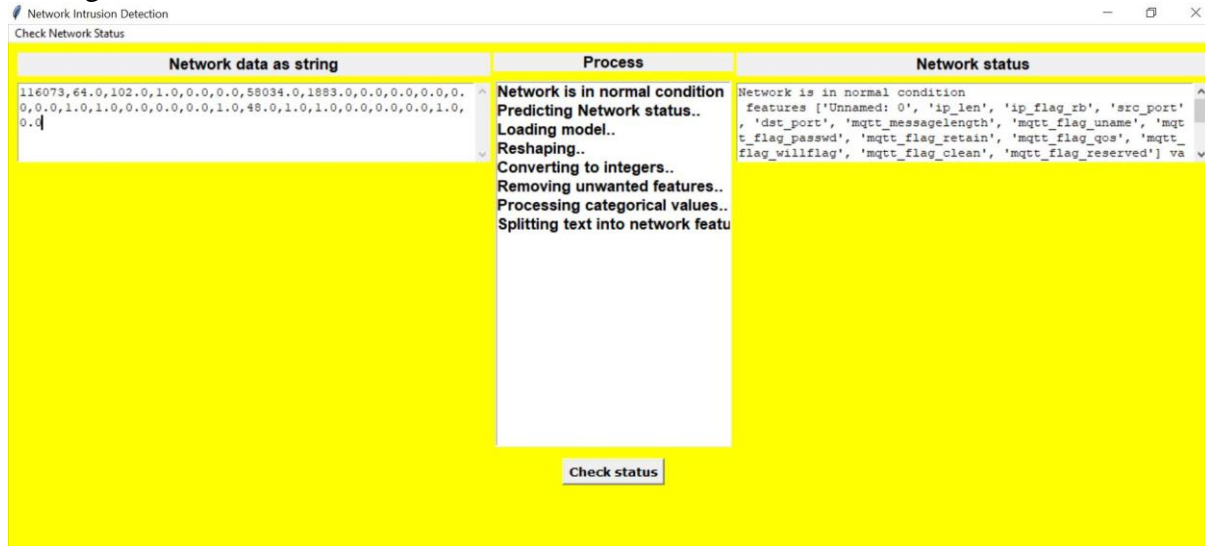 Network Intrusion Detection
Check Network Status
Network data as string
116073,64.0,102.0,1.0,0.0,0.0,58034.0,1883.0,0.0,0.0,0.0,0.
0,0.0,1.0,1.0,0.0,0.0,0.0,1.0,48.0,1.0,1.0,0.0,0.0,0.0,1.0,
0.0
Process
Network is in normal condition
Predicting Network status..
Loading model..
Reshaping..
Converting to integers..
Removing unwanted features..
Processing categorical values..
Splitting text into network featu
Network status
Network is in normal condition
features ['Unnamed: 0', 'ip_len', 'ip_flag_rb', 'src_port'
, 'dst_port', 'mqtt_messagelength', 'mqtt_flag_uname', 'mqt
t_flag_passwd', 'mqtt_flag_retain', 'mqtt_flag_qos', 'mqtt_
flag_willflag', 'mqtt_flag_clean', 'mqtt_flag_reserved'] va
Check status